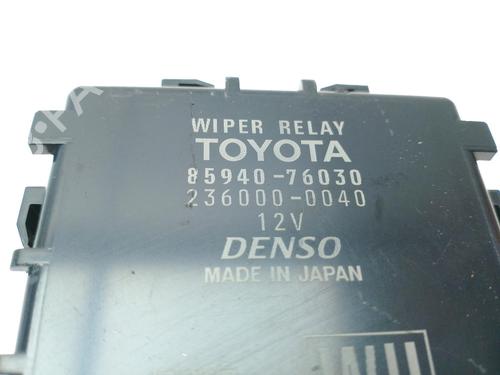 WIPER RELAY
TOYOTA
85940-76030
236000-0040
12V
DENSO
MADE IN JAPAN